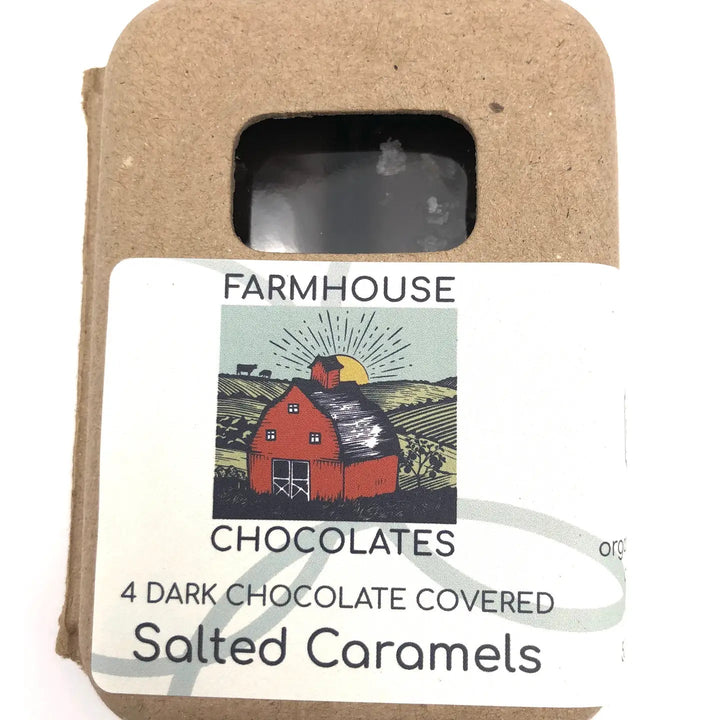 FARMHOUSE
CHOCOLATES
4 DARK CHOCOLATE COVERED
Salted Caramels